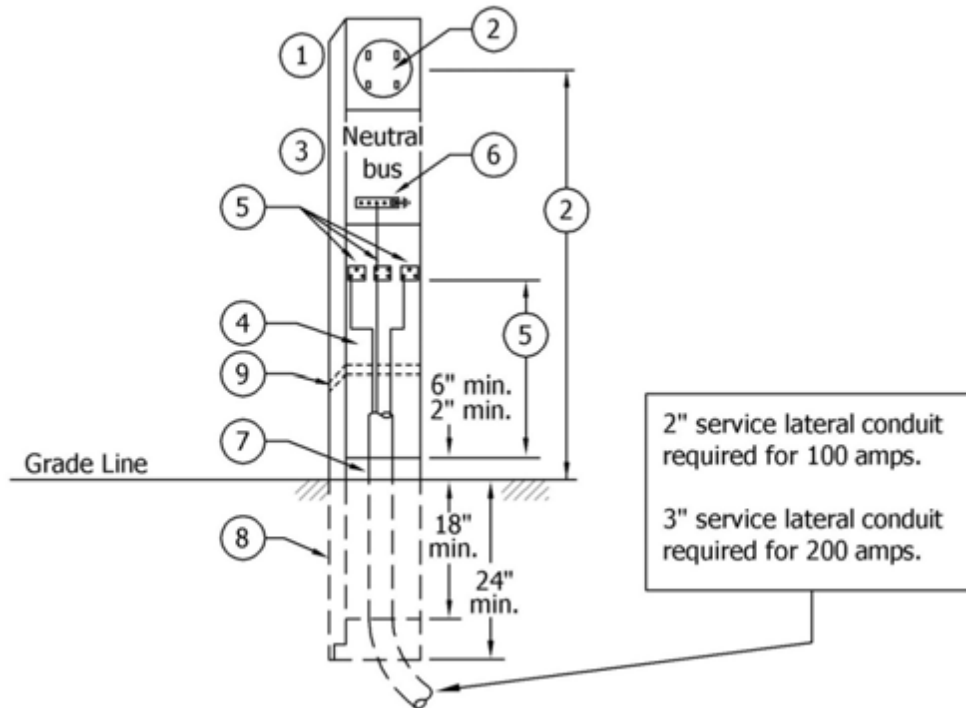 1
2
3
Neutral
bus
6
2
5
5
4
9
6" min.
2" min.
7
Grade Line
8
18"
min.
24"
min.
2" service lateral conduit
required for 100 amps.
3" service lateral conduit
required for 200 amps.